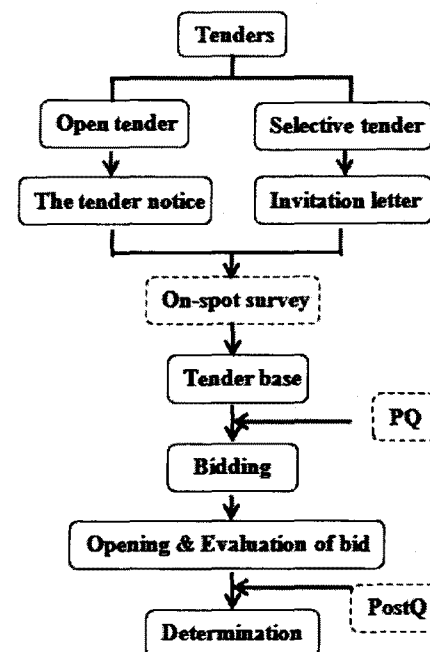 Tenders
Open tender
Selective tender
The tender notice
Invitation letter
On-spot survey
Tender base
PQ
Bidding
Opening & Evaluation of bid
PostQ
Determination